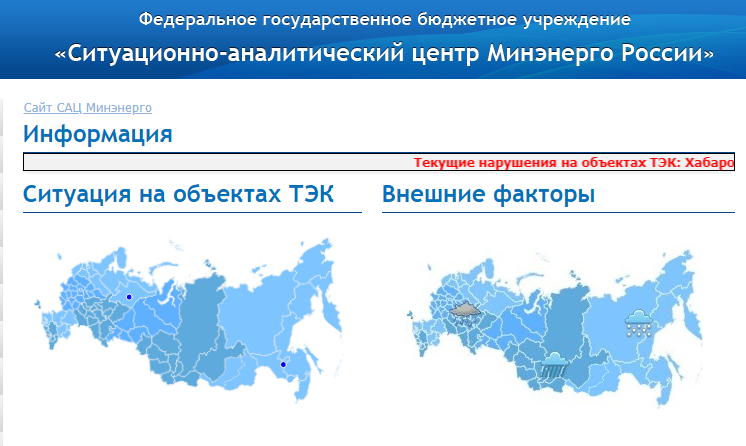 Федеральное государственное бюджетное учреждение
«Ситуационно-аналитический центр Минэнерго России»
Сайт САЦ Минэнерго
Информация
Текущие нарушения на объектах ТЭК: Хабаро
Ситуация на объектах ТЭК
Внешние факторы